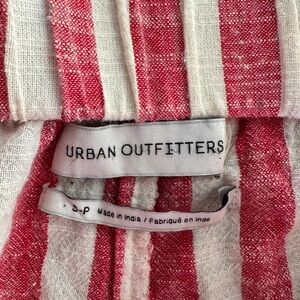 URBAN OUTFITTERS
S-P Made in India / Fabriqué en Inde